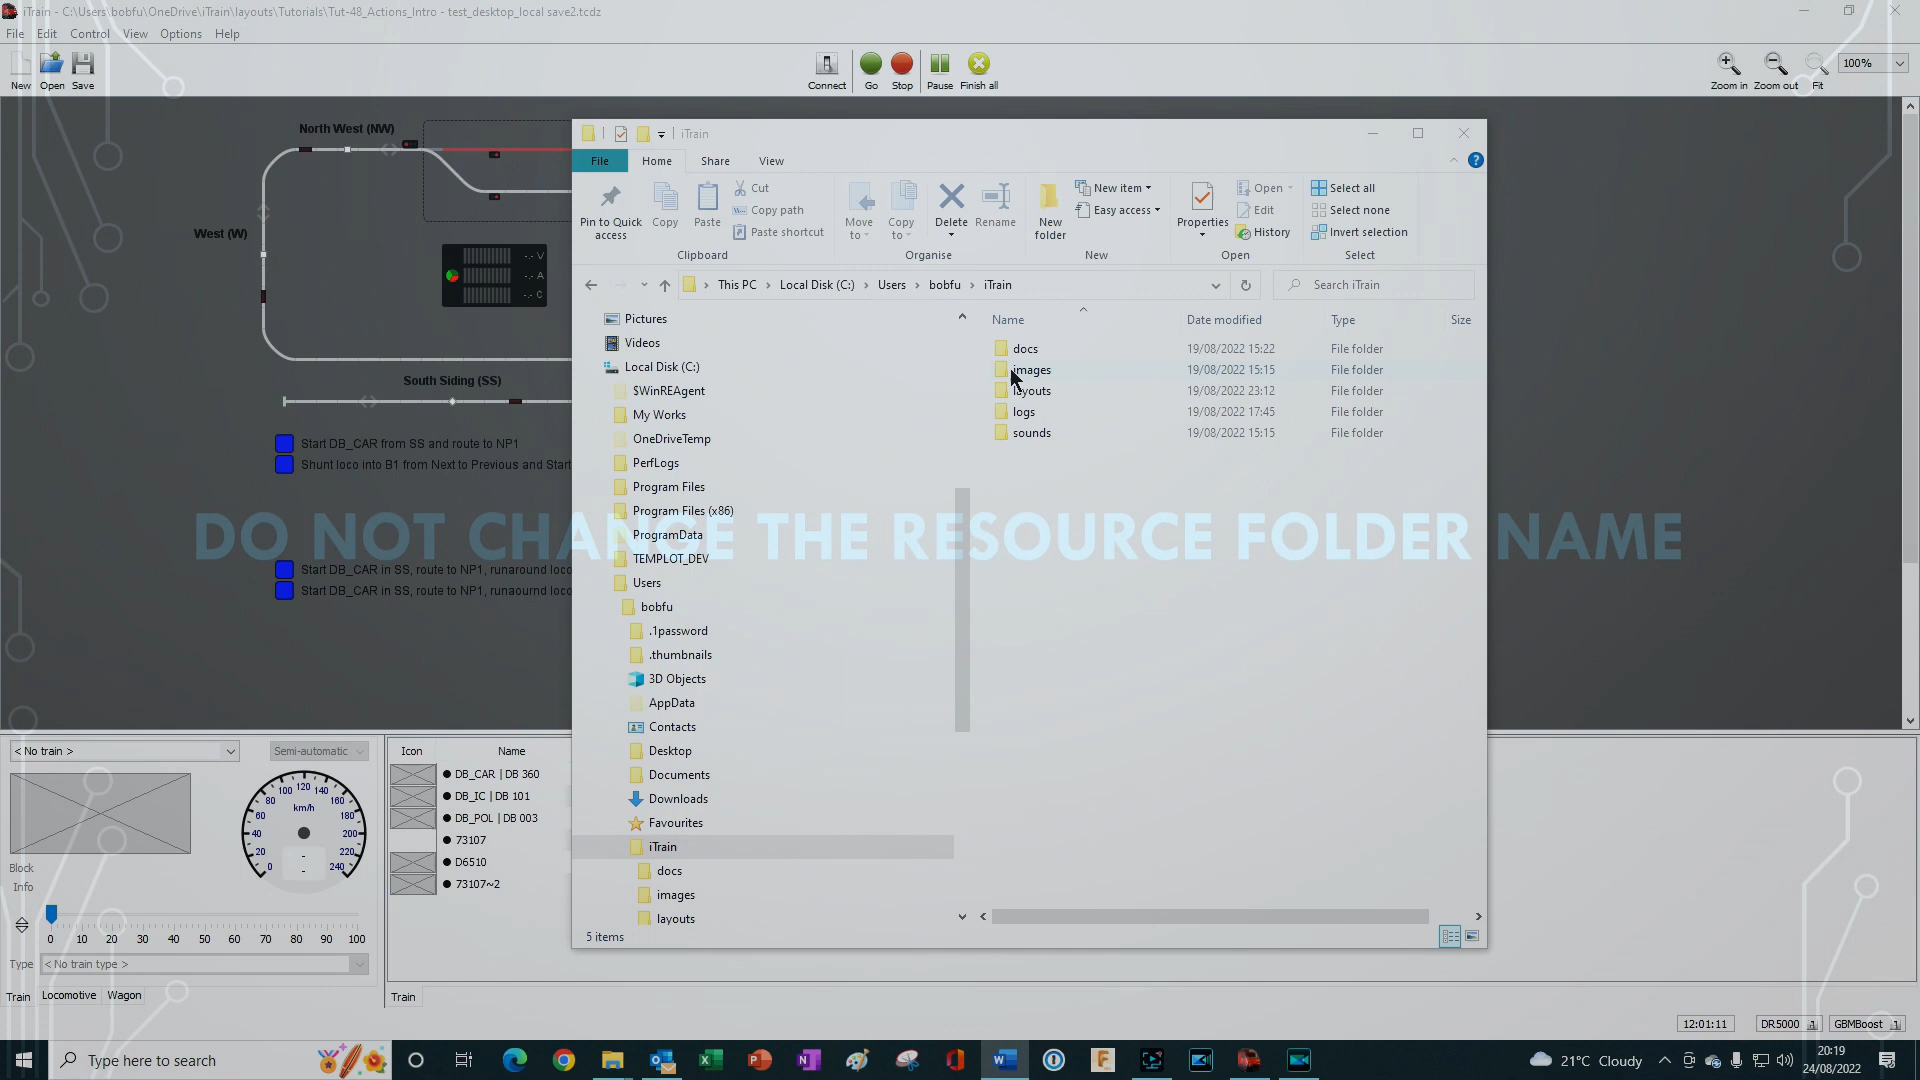 iTrain - C:\Users\bobfu\OneDrive\iTrain\layouts\Tutorials\Tut-48_Actions_Intro - test_desktop_local save2.tcdz
File Edit Control View Options Help
New Open Save Connect Go Stop Pause Finish all Zoom in Zoom out Fit 100%
North West (NW)
West (W)
-.- V
-.- A
-.- C
South Siding (SS)
Start DB_CAR from SS and route to NP1
Shunt loco into B1 from Next to Previous and Start
Start DB_CAR in SS, route to NP1, runaround loco
Start DB_CAR in SS, route to NP1, runaournd loco
DO NOT CHANGE THE RESOURCE FOLDER NAME
iTrain
File Home Share View
Pin to Quick access
Copy
Paste
Cut
Copy path
Paste shortcut
Clipboard
Move to
Copy to
Delete
Rename
Organise
New folder
New item
Easy access
New
Properties
Open
Edit
History
Open
Select all
Select none
Invert selection
Select
This PC > Local Disk (C:) > Users > bobfu > iTrain
Search iTrain
Pictures
Videos
Local Disk (C:)
$WinREAgent
My Works
OneDriveTemp
PerfLogs
Program Files
Program Files (x86)
ProgramData
TEMPLOT_DEV
Users
bobfu
.1password
.thumbnails
3D Objects
AppData
Contacts
Desktop
Documents
Downloads
Favourites
iTrain
docs
images
layouts
Name Date modified Type Size
docs 19/08/2022 15:22 File folder
images 19/08/2022 15:15 File folder
layouts 19/08/2022 23:12 File folder
logs 19/08/2022 17:45 File folder
sounds 19/08/2022 15:15 File folder
5 items
< No train >
Semi-automatic
0 20 40 60 80 100 120 140 160 180 200 240
km/h
-
-
Block
Info
0 10 20 30 40 50 60 70 80 90 100
Type < No train type >
Train Locomotive Wagon
Icon Name
DB_CAR | DB 360
DB_IC | DB 101
DB_POL | DB 003
73107
D6510
73107~2
Train
12:01:11 DR5000 GBMBoost
Type here to search
21°C Cloudy
20:19
24/08/2022